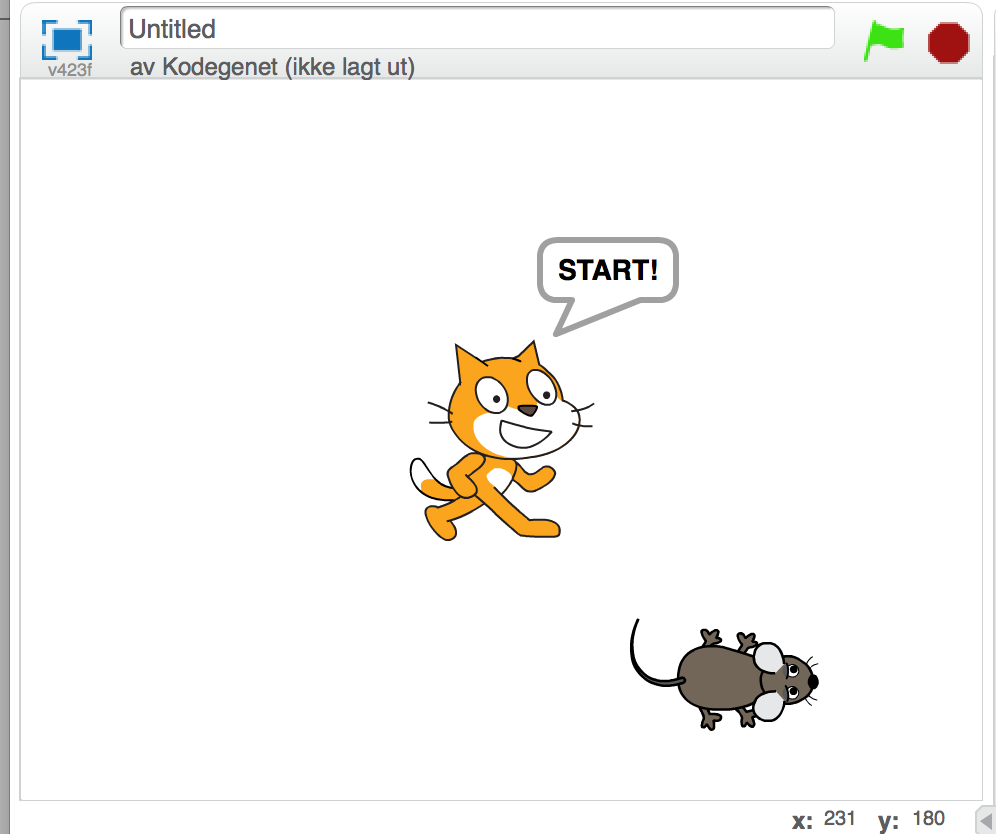 Untitled
v423f
av Kodegenet (ikke lagt ut)
START!
x: 231 y: 180